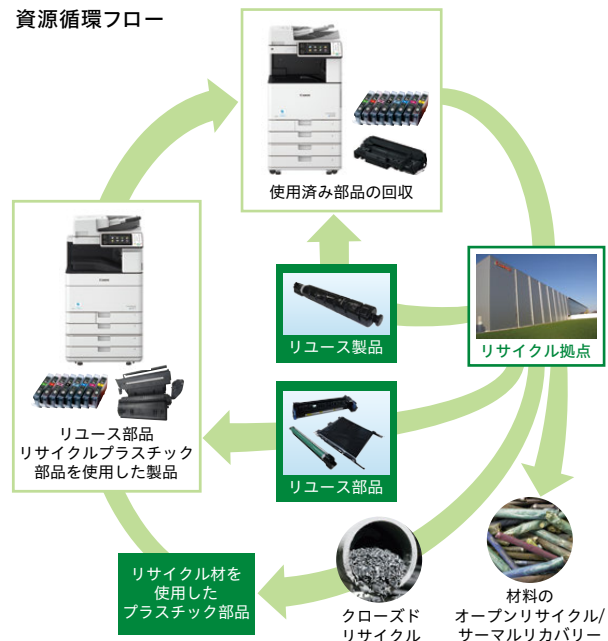 資源循環フロー
使用済み部品の回収
リサイクル拠点
リユース製品
リユース部品
リサイクルプラスチック
部品を使用した製品
リユース部品
リサイクル材を
使用した
プラスチック部品
クローズド
リサイクル
材料の
オープンリサイクル/
サーマルリカバリー